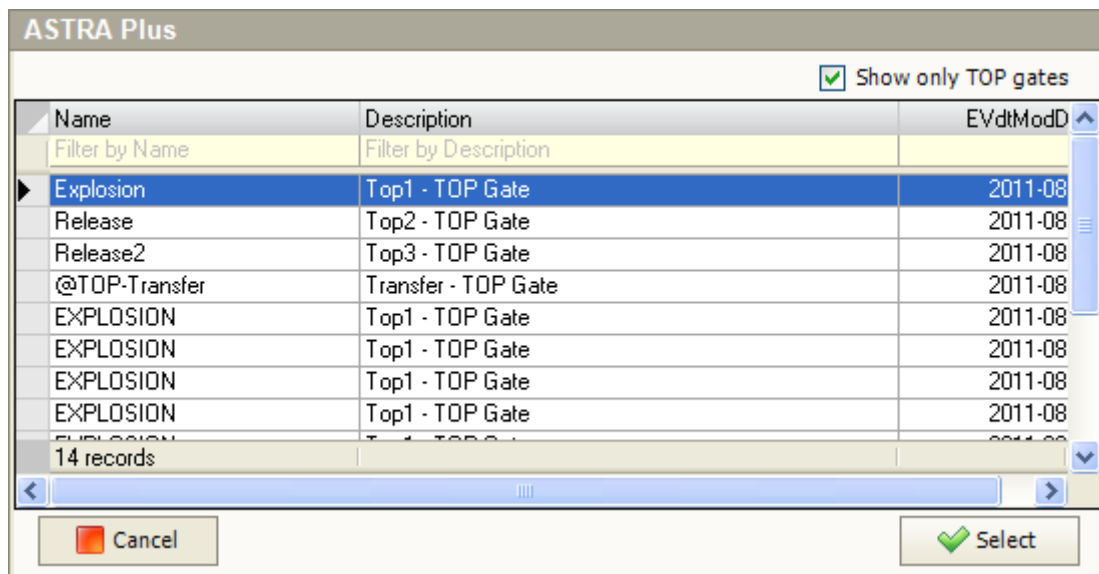 ASTRA Plus
Show only TOP gates
Name Description EVdtModD
Filter by Name Filter by Description
Explosion Top1 - TOP Gate 2011-08
Release Top2 - TOP Gate 2011-08
Release2 Top3 - TOP Gate 2011-08
@TOP-Transfer Transfer - TOP Gate 2011-08
EXPLOSION Top1 - TOP Gate 2011-08
EXPLOSION Top1 - TOP Gate 2011-08
EXPLOSION Top1 - TOP Gate 2011-08
EXPLOSION Top1 - TOP Gate 2011-08
14 records
Cancel Select